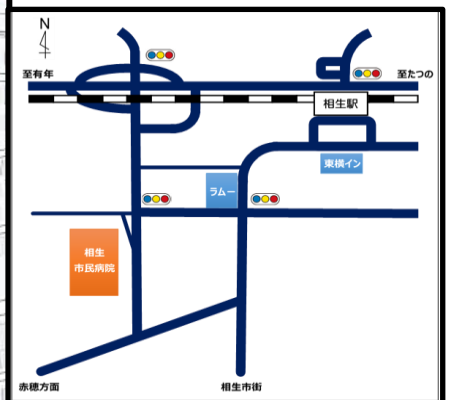 N
至有年
至たつの
相生駅
東横イン
ラムー
相生
市民病院
赤穂方面
相生市街